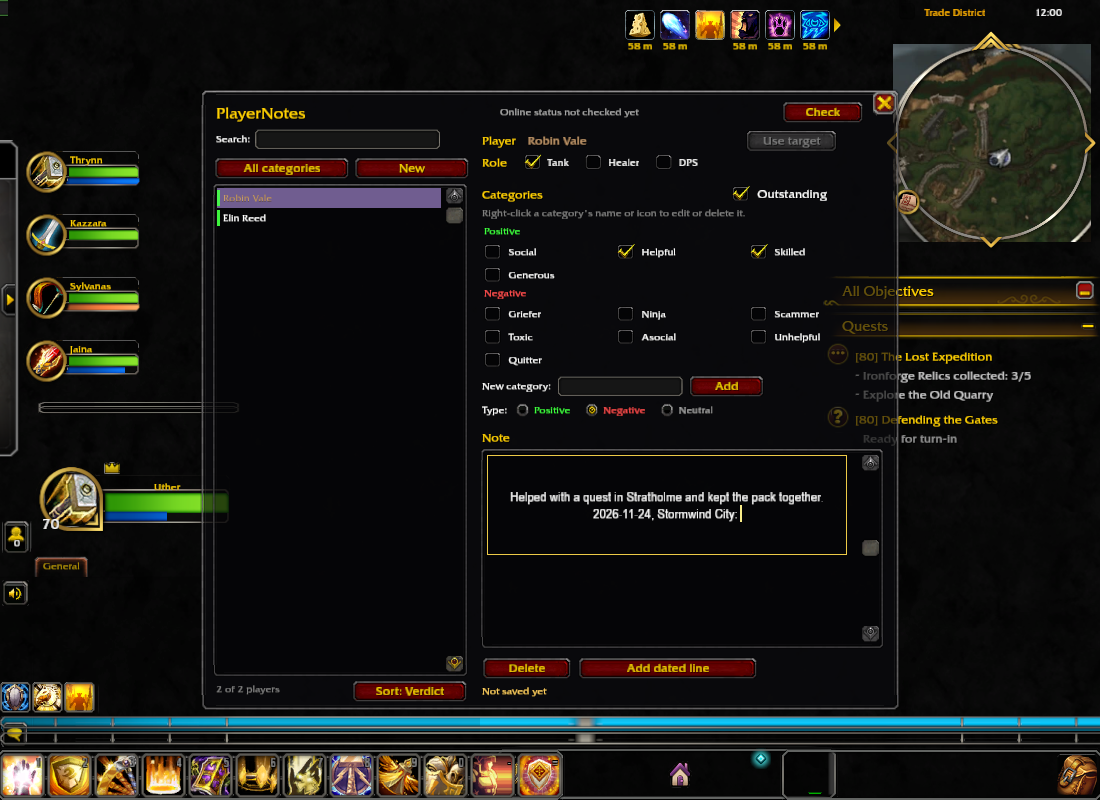 Trade District
12:00
58 m
58 m
58 m
58 m
58 m
PlayerNotes
Online status not checked yet
Check
Search:
Player Robin Vale
Use target
All categories
New
Role Tank Healer DPS
Robin Vale
Elin Reed
Categories
Outstanding
Right-click a category's name or icon to edit or delete it.
Positive
Social Helpful Skilled
Generous
Negative
Griefer Ninja Scammer
Toxic Asocial Unhelpful
Quitter
New category:
Add
Type: Positive Negative Neutral
Note
Helped with a quest in Stratholme and kept the pack together.
2026-11-24, Stormwind City:
Delete
Add dated line
2 of 2 players
Sort: Verdict
Not saved yet
Thrynn
Kazzara
Sylvanas
Jaina
Uther
70
0
General
All Objectives
Quests
[80] The Lost Expedition
- Ironforge Relics collected: 3/5
- Explore the Old Quarry
[80] Defending the Gates
Ready for turn-in